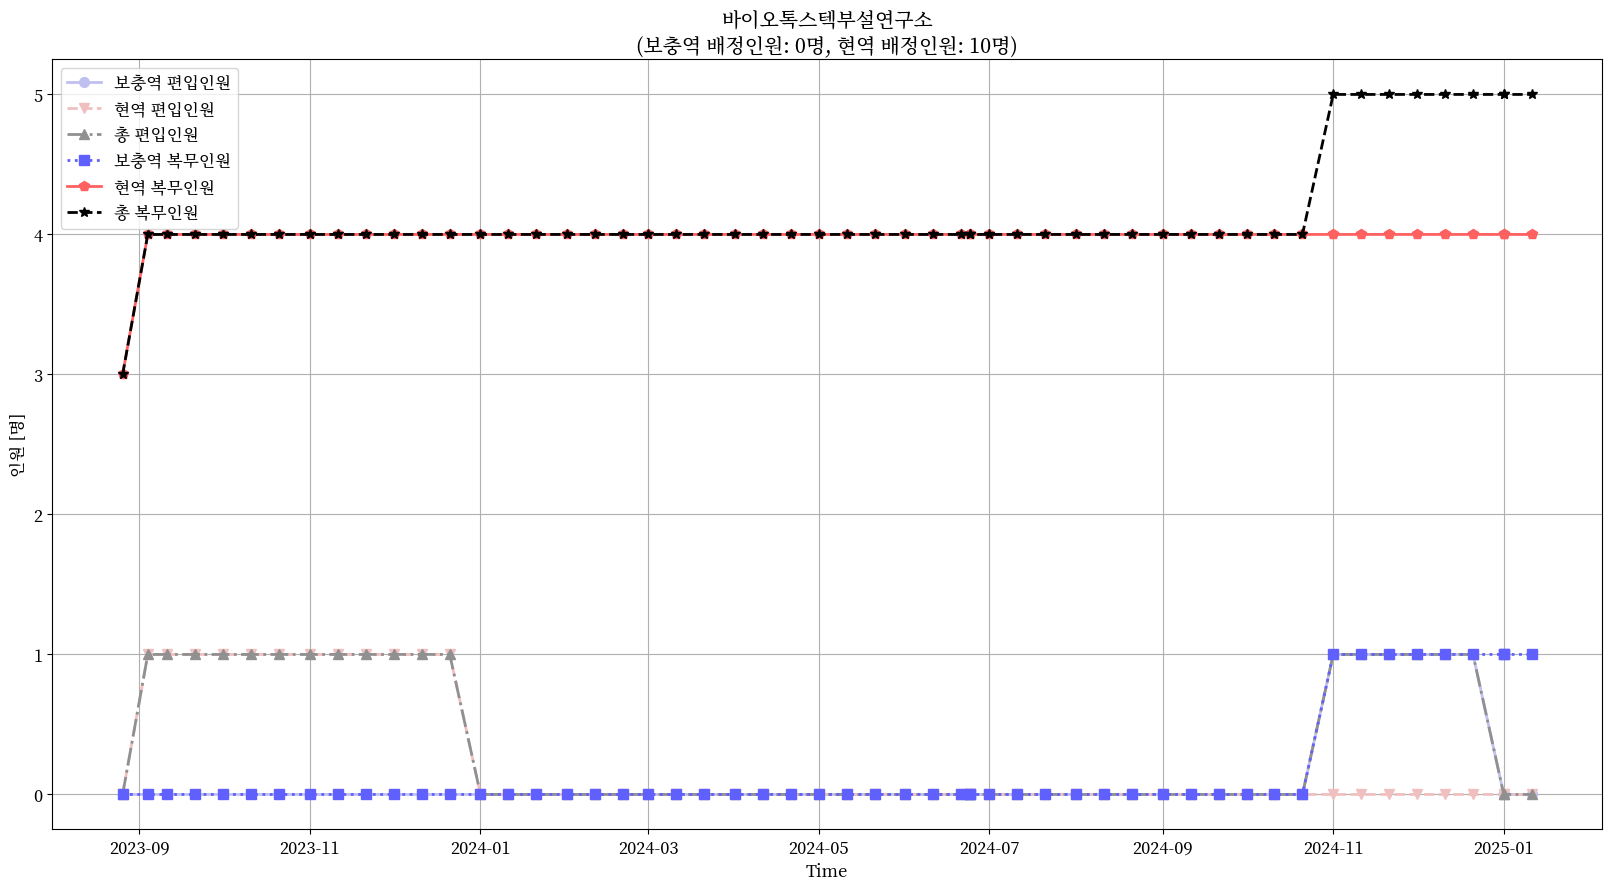 바이오톡스텍부설연구소
(보충역 배정인원: 0명, 현역 배정인원: 10명)
보충역 편입인원
현역 편입인원
총 편입인원
보충역 복무인원
현역 복무인원
총 복무인원
5
4
3
2
1
0
인원 [명]
2023-09
2023-11
2024-01
2024-03
2024-05
2024-07
2024-09
2024-11
2025-01
Time